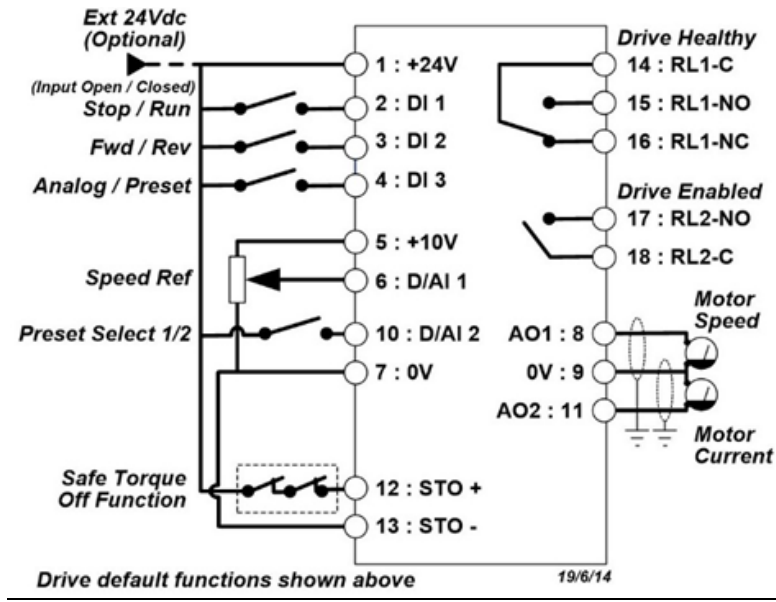 Ext 24Vdc
(Optional)
(Input Open / Closed)
Stop / Run
Fwd / Rev
Analog / Preset
Speed Ref
Preset Select 1/2
Safe Torque
Off Function
1 : +24V
2 : DI 1
3 : DI 2
4 : DI 3
5 : +10V
6 : D/AI 1
10 : D/AI 2
7 : 0V
12 : STO +
13 : STO -
Drive Healthy
14 : RL1-C
15 : RL1-NO
16 : RL1-NC
Drive Enabled
17 : RL2-NO
18 : RL2-C
Motor
Speed
AO1 : 8
0V : 9
AO2 : 11
Motor
Current
Drive default functions shown above
19/6/14